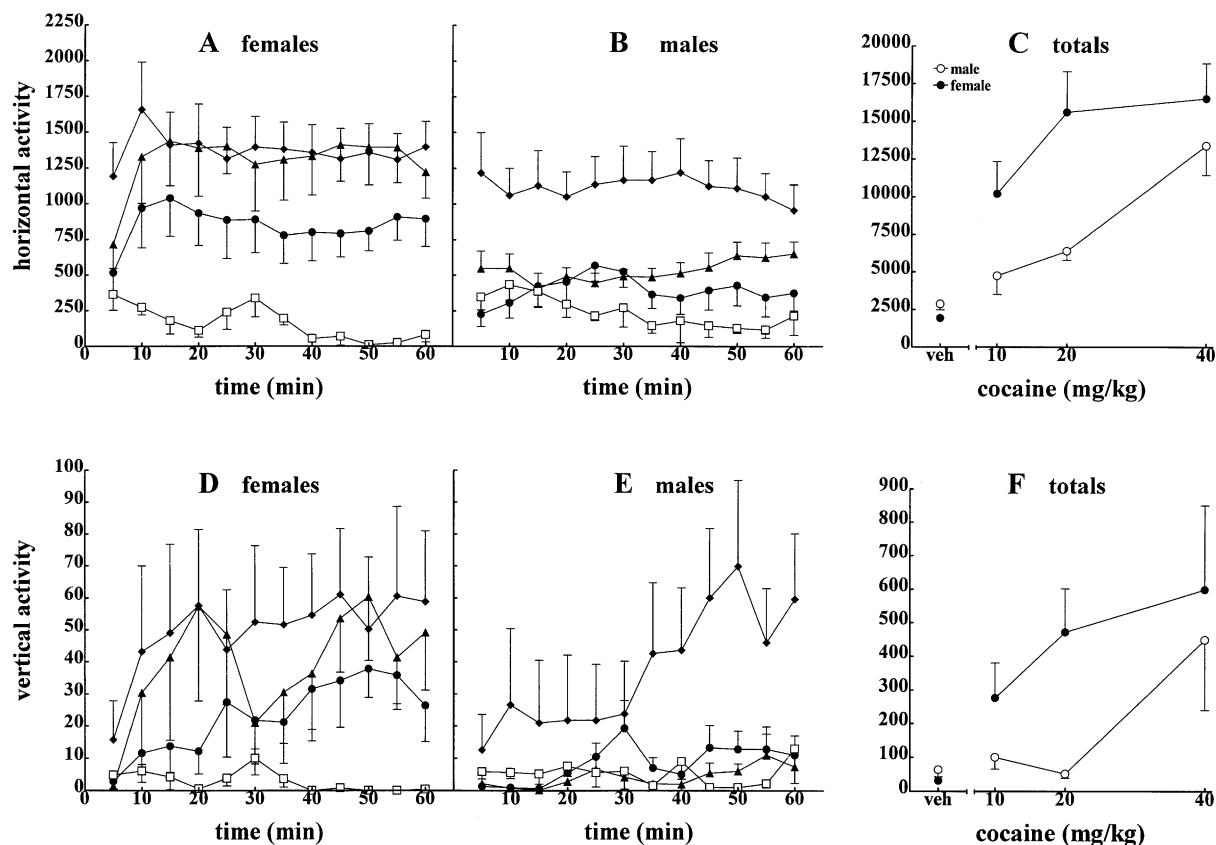 A females
B males
C totals
horizontal activity
2250
2000
1750
1500
1250
1000
750
500
250
0
0 10 20 30 40 50 60
time (min)
10 20 30 40 50 60
time (min)
20000
17500
15000
12500
10000
7500
5000
2500
0
male
female
veh 10 20 40
cocaine (mg/kg)
D females
E males
F totals
vertical activity
100
90
80
70
60
50
40
30
20
10
0
0 10 20 30 40 50 60
time (min)
10 20 30 40 50 60
time (min)
900
800
700
600
500
400
300
200
100
0
veh 10 20 40
cocaine (mg/kg)